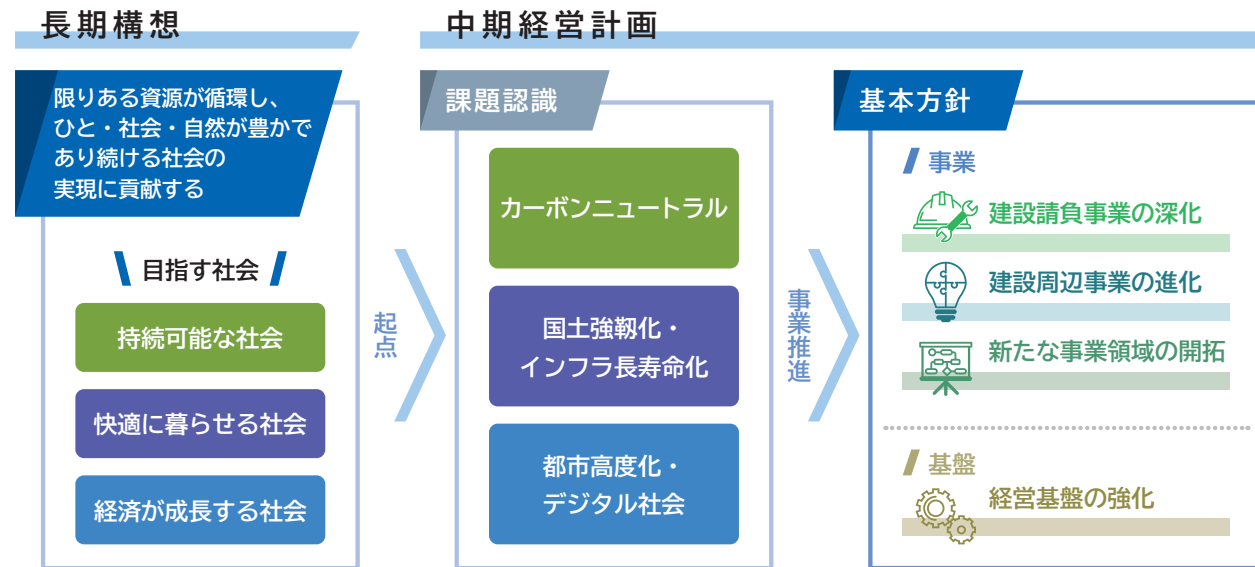 長期構想
限りある資源が循環し、
ひと・社会・自然が豊かで
あり続ける社会の
実現に貢献する
目指す社会
持続可能な社会
快適に暮らせる社会
経済が成長する社会
起点
中期経営計画
課題認識
カーボンニュートラル
国土強靱化・
インフラ長寿命化
都市高度化・
デジタル社会
事業推進
基本方針
事業
建設請負事業の深化
建設周辺事業の進化
新たな事業領域の開拓
基盤
経営基盤の強化